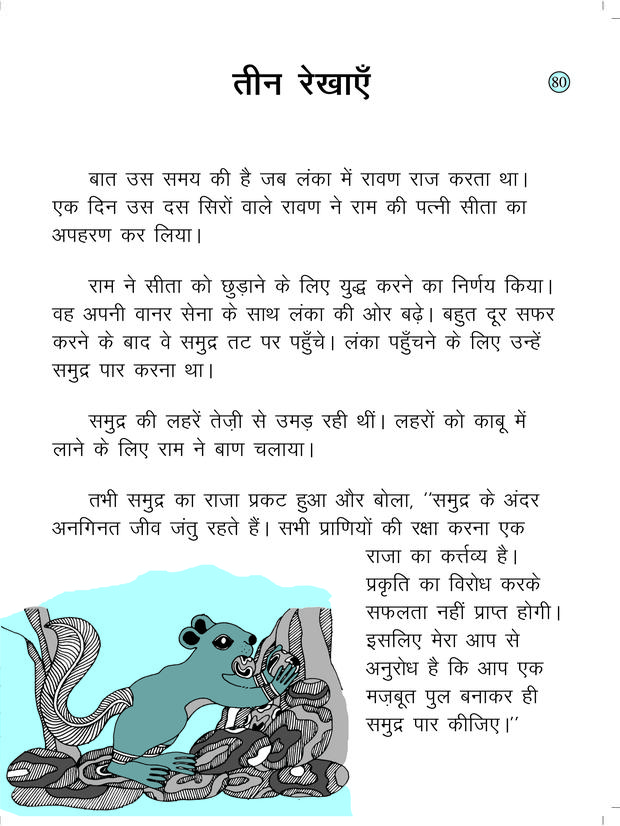 तीन रेखाएँ
80
बात उस समय की है जब लंका में रावण राज करता था।
एक दिन उस दस सिरों वाले रावण ने राम की पत्नी सीता का
अपहरण कर लिया।
राम ने सीता को छुड़ाने के लिए युद्ध करने का निर्णय किया।
वह अपनी वानर सेना के साथ लंका की ओर बढ़े। बहुत दूर सफर
करने के बाद वे समुद्र तट पर पहुँचे। लंका पहुँचने के लिए उन्हें
समुद्र पार करना था।
समुद्र की लहरें तेज़ी से उमड़ रही थीं। लहरों को काबू में
लाने के लिए राम ने बाण चलाया।
तभी समुद्र का राजा प्रकट हुआ और बोला, ‘‘समुद्र के अंदर
अनगिनत जीव जंतु रहते हैं। सभी प्राणियों की रक्षा करना एक
राजा का कर्त्तव्य है।
प्रकृति का विरोध करके
सफलता नहीं प्राप्त होगी।
इसलिए मेरा आप से
अनुरोध है कि आप एक
मज़बूत पुल बनाकर ही
समुद्र पार कीजिए।’’